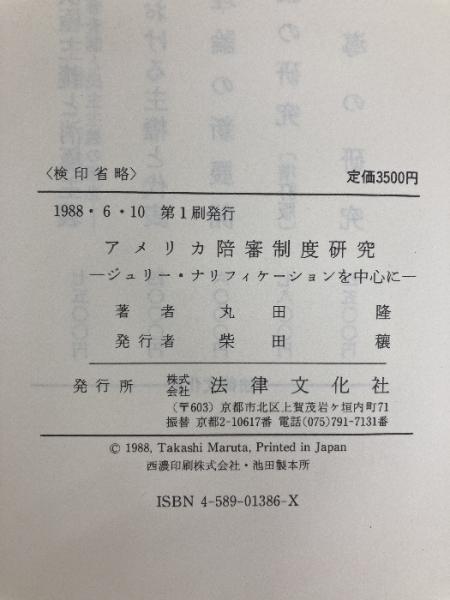 〈検印省略〉 定価3500円
1988・6・10 第1刷発行
アメリカ陪審制度研究
―ジュリー・ナリフィケーションを中心に―
著者 丸田隆
発行者 柴田穰
発行所 株式会社 法律文化社
(〒603) 京都市北区上賀茂岩ヶ垣内町71
振替 京都2-10617番 電話(075)791-7131番
© 1988, Takashi Maruta, Printed in Japan
西濃印刷株式会社・池田製本所
ISBN 4-589-01386-X